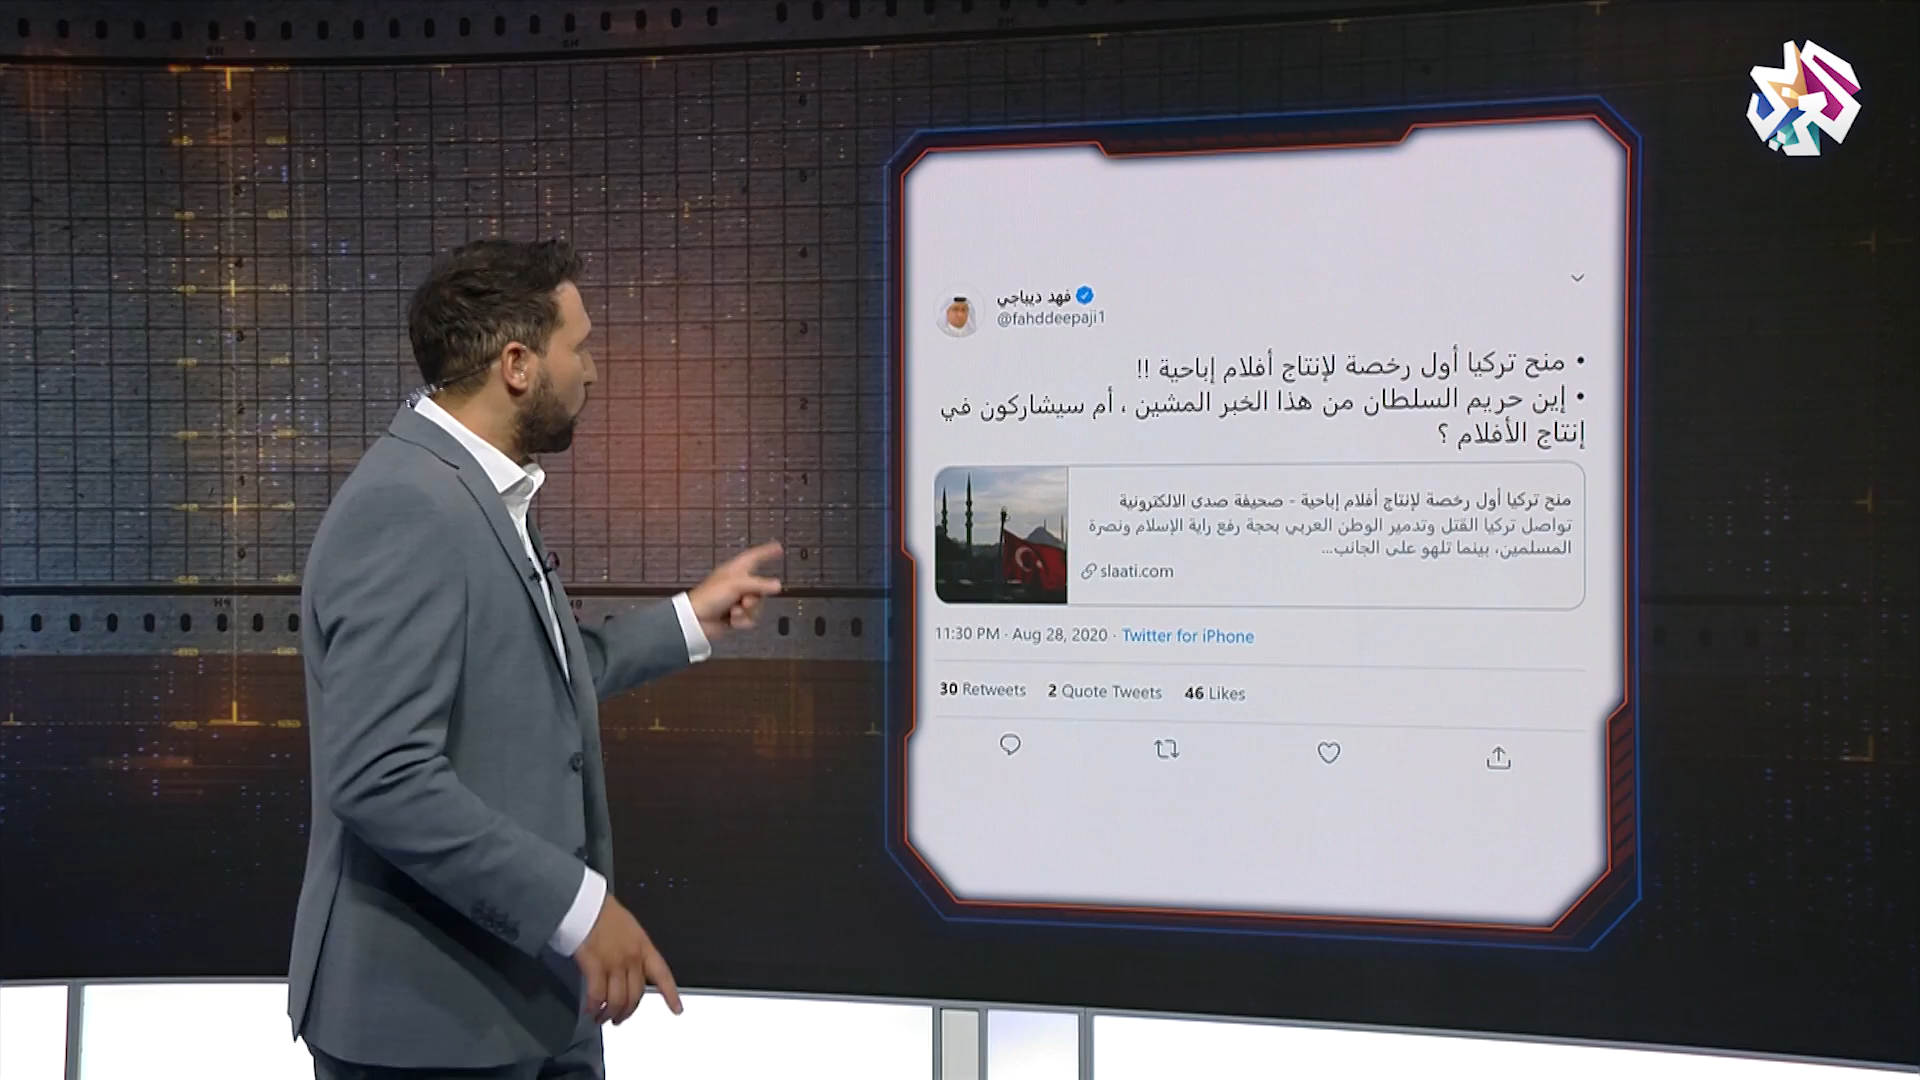 فهد ديباجي
@fahddeepaji1
• منح تركيا أول رخصة لإنتاج أفلام إباحية !!
• إين حريم السلطان من هذا الخبر المشين ، أم سيشاركون في
إنتاج الأفلام ؟
منح تركيا أول رخصة لإنتاج أفلام إباحية - صحيفة صدى الالكترونية
تواصل تركيا القتل وتدمير الوطن العربي بحجة رفع راية الإسلام ونصرة
المسلمين، بينما تلهو على الجانب...
slaati.com
11:30 PM · Aug 28, 2020 · Twitter for iPhone
30 Retweets 2 Quote Tweets 46 Likes